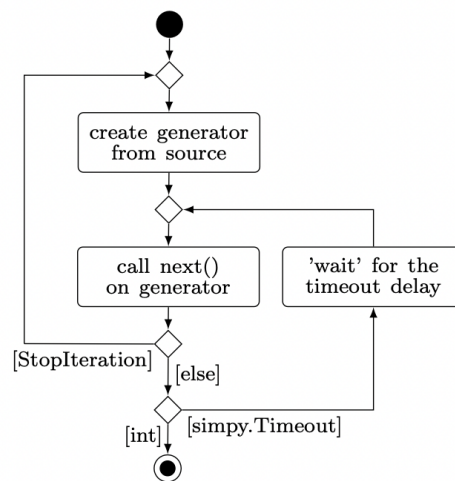 create generator
from source
call next()
on generator
'wait' for the
timeout delay
[StopIteration]
[else]
[int]
[simpy.Timeout]